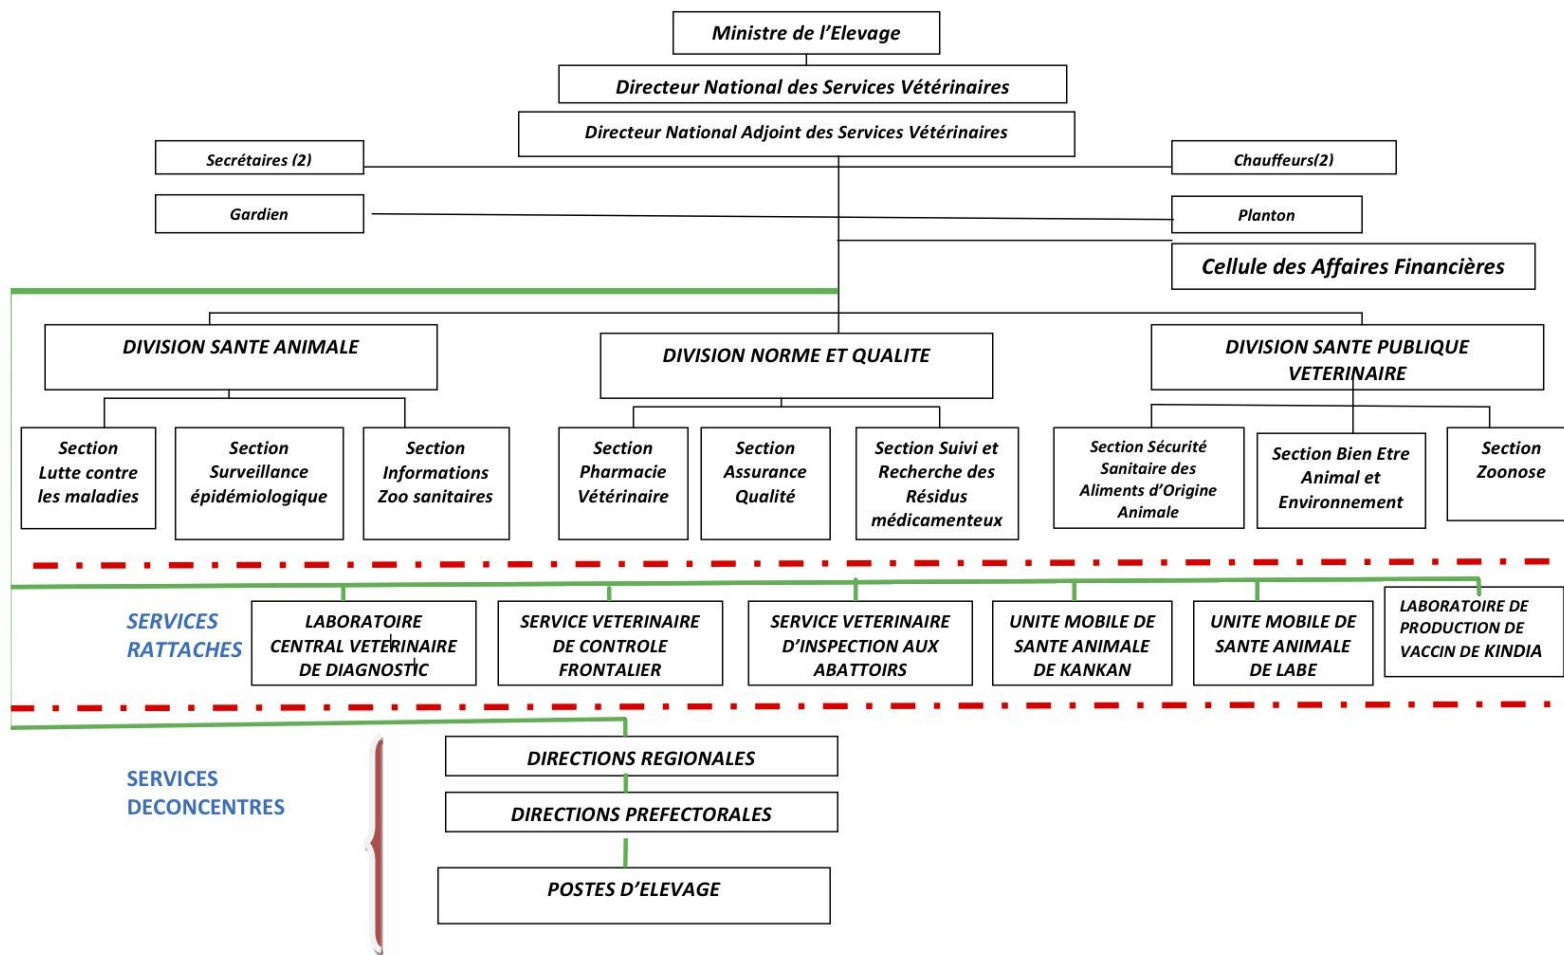 Ministre de l’Elevage
Directeur National des Services Vétérinaires
Directeur National Adjoint des Services Vétérinaires
Secrétaires (2)
Chauffeurs(2)
Gardien
Planton
Cellule des Affaires Financières
DIVISION SANTE ANIMALE
DIVISION NORME ET QUALITE
DIVISION SANTE PUBLIQUE
VETERINAIRE
Section
Lutte contre
les maladies
Section
Surveillance
épidémiologique
Section
Informations
Zoo sanitaires
Section
Pharmacie
Vétérinaire
Section
Assurance
Qualité
Section Suivi et
Recherche des
Résidus
médicamenteux
Section Sécurité
Sanitaire des
Aliments d’Origine
Animale
Section Bien Etre
Animal et
Environnement
Section
Zoonose
SERVICES
RATTACHES
LABORATOIRE
CENTRAL VETERINAIRE
DE DIAGNOSTIC
SERVICE VETERINAIRE
DE CONTROLE
FRONTALIER
SERVICE VETERINAIRE
D’INSPECTION AUX
ABATTOIRS
UNITE MOBILE DE
SANTE ANIMALE
DE KANKAN
UNITE MOBILE DE
SANTE ANIMALE
DE LABE
LABORATOIRE DE
PRODUCTION DE
VACCIN DE KINDIA
SERVICES
DECONCENTRES
DIRECTIONS REGIONALES
DIRECTIONS PREFECTORALES
POSTES D’ELEVAGE